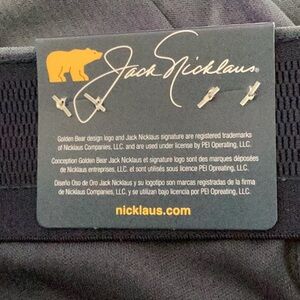 Jack Nicklaus®
Golden Bear design logo and Jack Nicklaus signature are registered trademarks
of Nicklaus Companies, LLC. and are used under license by PEI Operating, LLC.
Conception Golden Bear Jack Nicklaus et signature logo sont des marques déposées
de Nicklaus enterprises, LLC. et sont utilisés sous licence PEI Opreating, LLC.
Diseño Oso de Oro Jack Nicklaus y su logotipo son marcas registradas de la firma
de Nicklaus Companies, LLC. y se utilizan bajo licencia por PEI Operating, LLC.
nicklaus.com